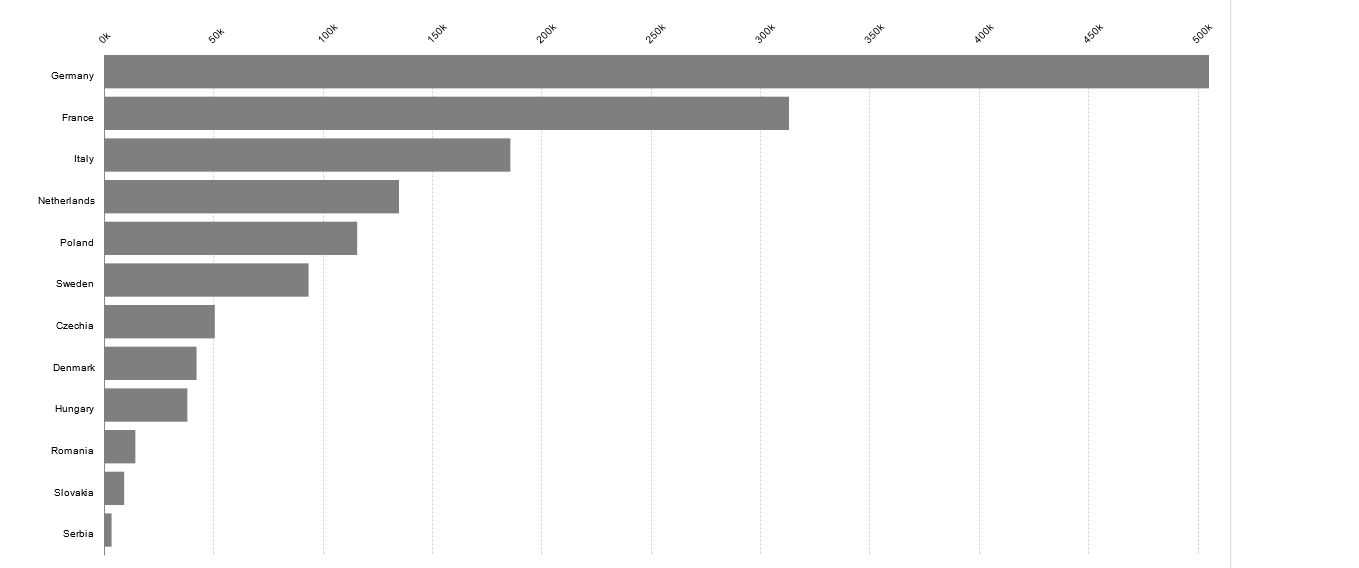 0k
50k
100k
150k
200k
250k
300k
350k
400k
450k
500k
Germany
France
Italy
Netherlands
Poland
Sweden
Czechia
Denmark
Hungary
Romania
Slovakia
Serbia